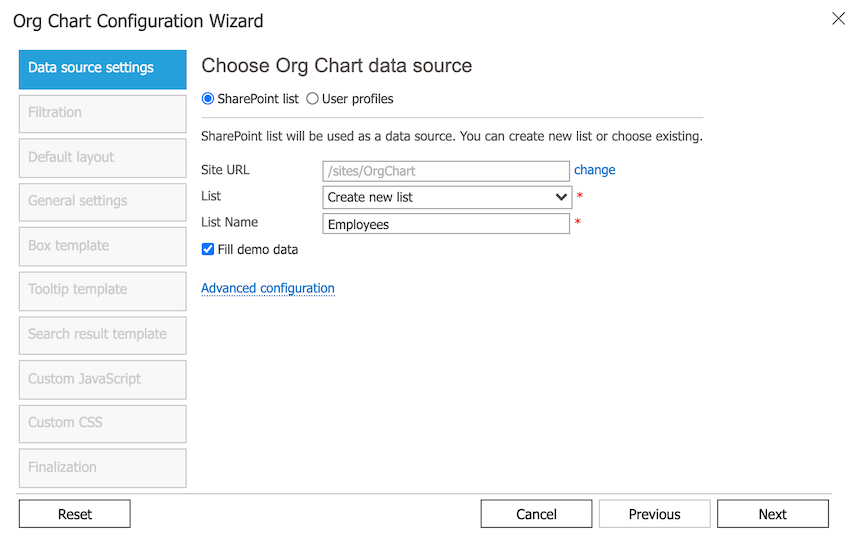 Org Chart Configuration Wizard
Data source settings
Filtration
Default layout
General settings
Box template
Tooltip template
Search result template
Custom JavaScript
Custom CSS
Finalization
Choose Org Chart data source
SharePoint list User profiles
SharePoint list will be used as a data source. You can create new list or choose existing.
Site URL /sites/OrgChart change
List Create new list *
List Name Employees *
Fill demo data
Advanced configuration
Reset Cancel Previous Next